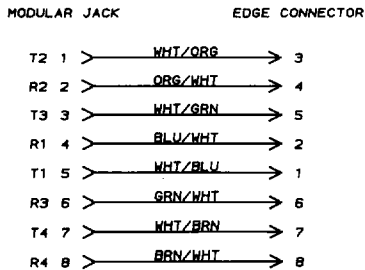 MODULAR JACK EDGE CONNECTOR
T2 1 WHT/ORG 3
R2 2 ORG/WHT 4
T3 3 WHT/GRN 5
R1 4 BLU/WHT 2
T1 5 WHT/BLU 1
R3 6 GRN/WHT 6
T4 7 WHT/BRN 7
R4 8 BRN/WHT 8